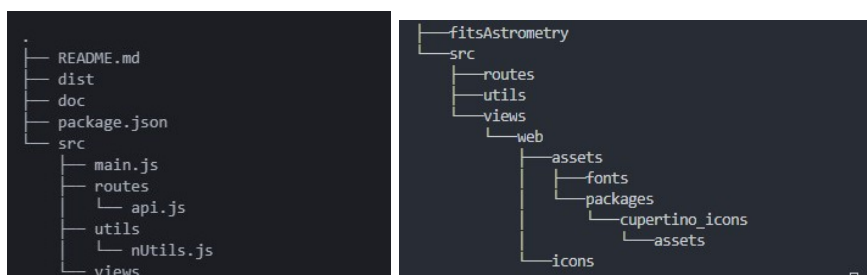 .
├── README.md
├── dist
├── doc
├── package.json
└── src
    ├── main.js
    ├── routes
    │   └── api.js
    ├── utils
    │   └── nUtils.js
    └── views
├──fitsAstrometry
└──src
    ├──routes
    ├──utils
    └──views
        └──web
            ├──assets
            │   ├──fonts
            │   └──packages
            │       └──cupertino_icons
            │           └──assets
            └──icons